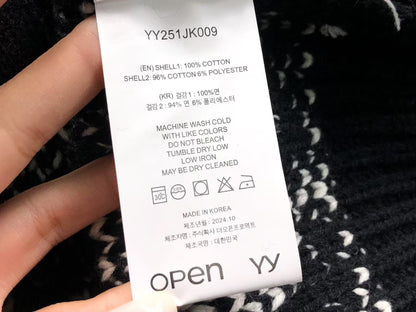 YY251JK009
(EN) SHELL1: 100% COTTON
SHELL2: 96% COTTON 6% POLYESTER
(KR) 겉감 1 : 100%면
겉감 2 : 94% 면 6% 폴리에스터
MACHINE WASH COLD
WITH LIKE COLORS
DO NOT BLEACH
TUMBLE DRY LOW
LOW IRON
MAY BE DRY CLEANED
MADE IN KOREA
제조년월 : 2024-10
제조자명 : 주식회사 더오픈프로덕트
제조국명 : 대한민국
OPEN YY